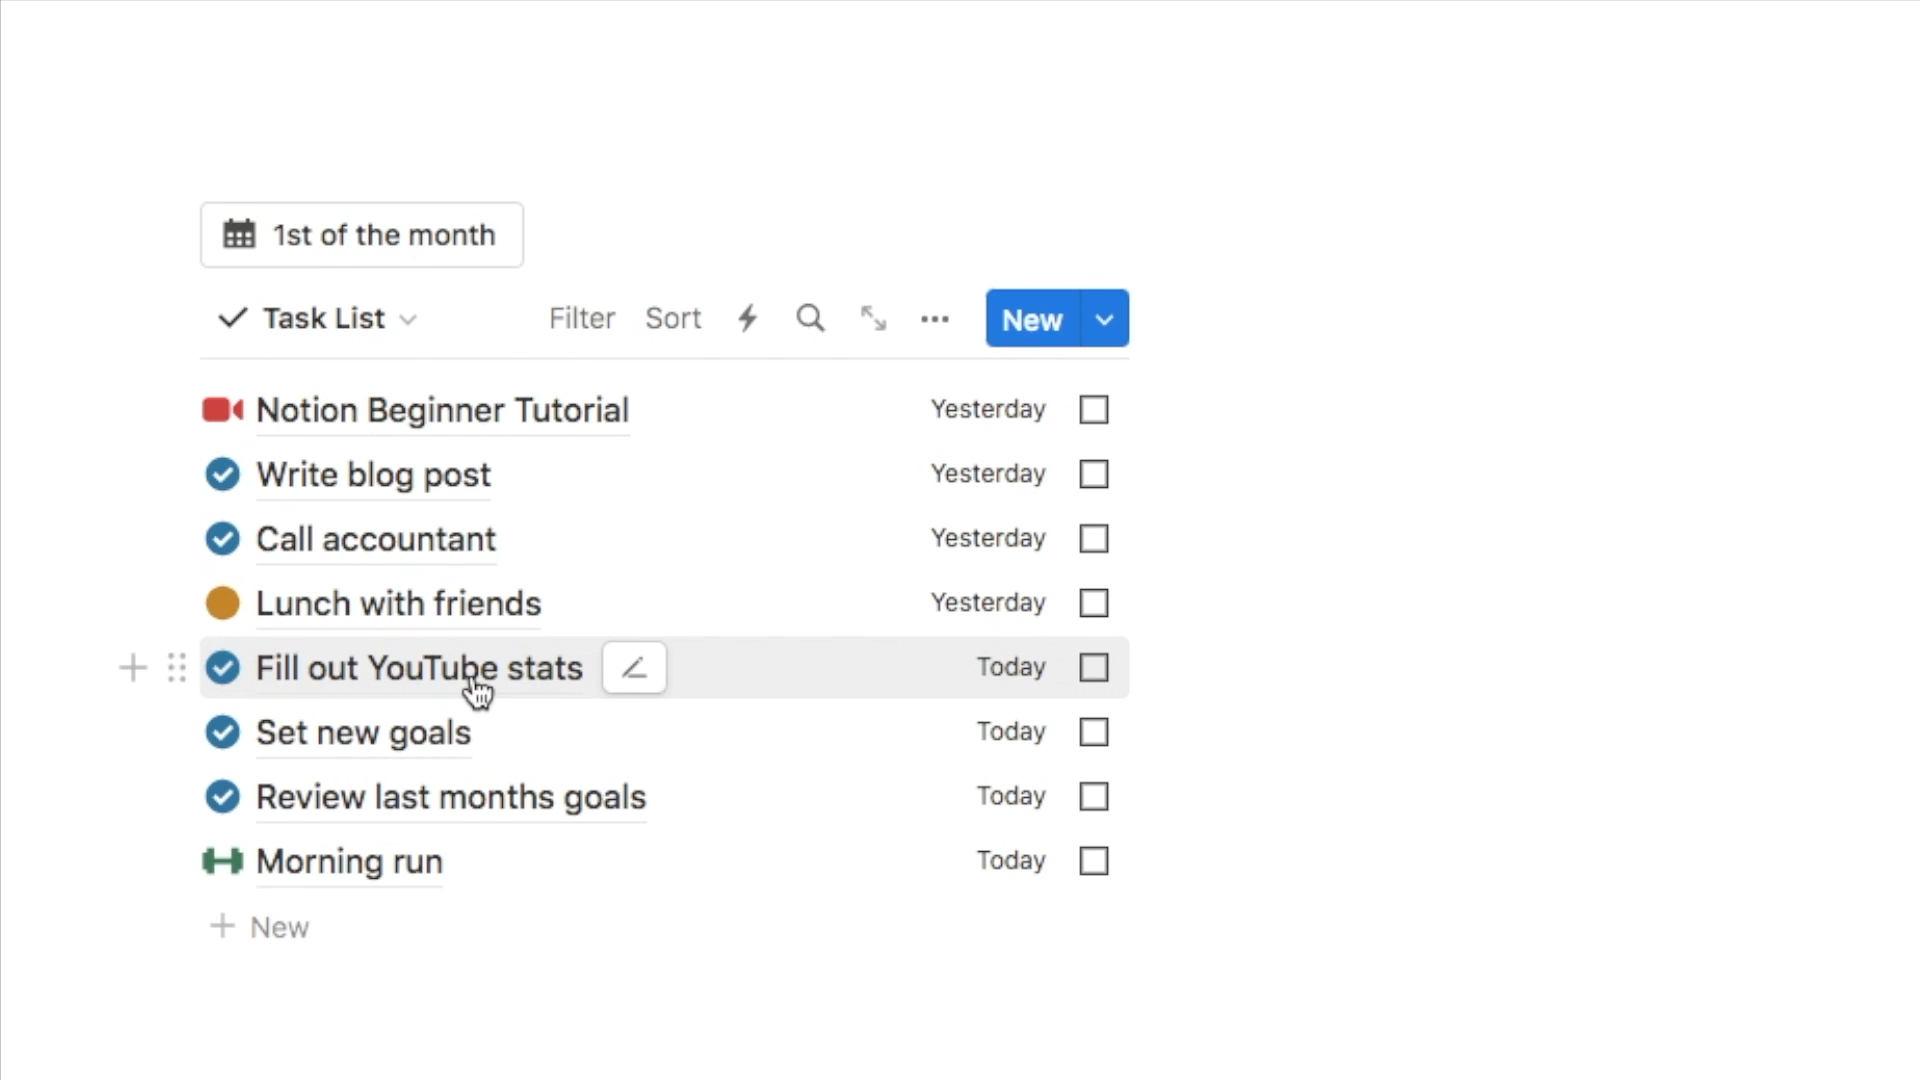 1st of the month
Task List Filter Sort New
Notion Beginner Tutorial Yesterday
Write blog post Yesterday
Call accountant Yesterday
Lunch with friends Yesterday
Fill out YouTube stats Today
Set new goals Today
Review last months goals Today
Morning run Today
New